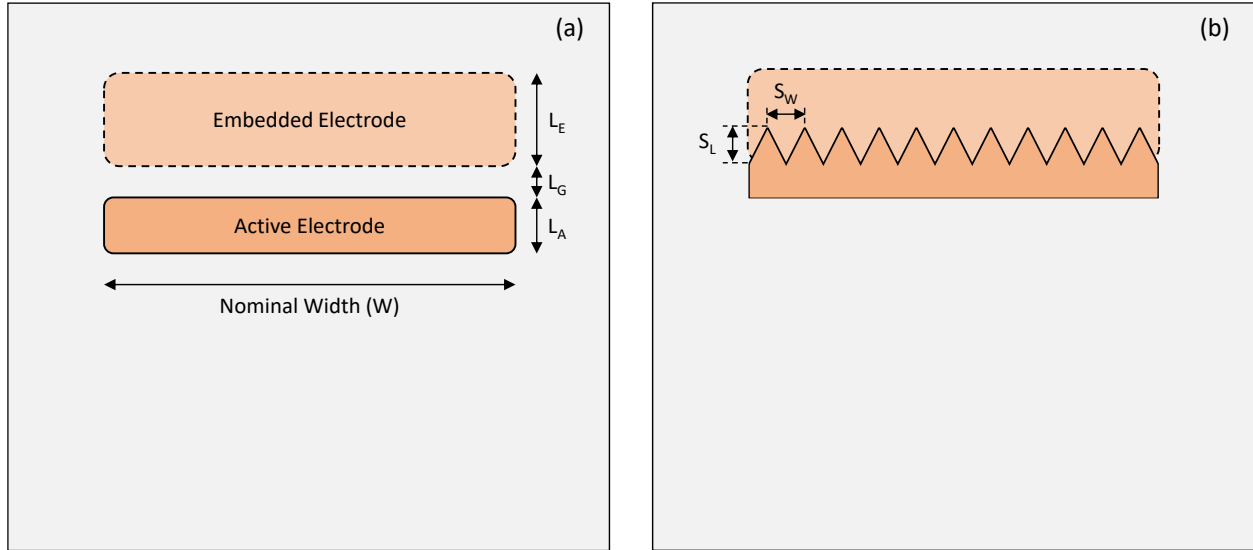 (a)
Embedded Electrode
L_E
L_G
Active Electrode
L_A
Nominal Width (W)
(b)
S_W
S_L